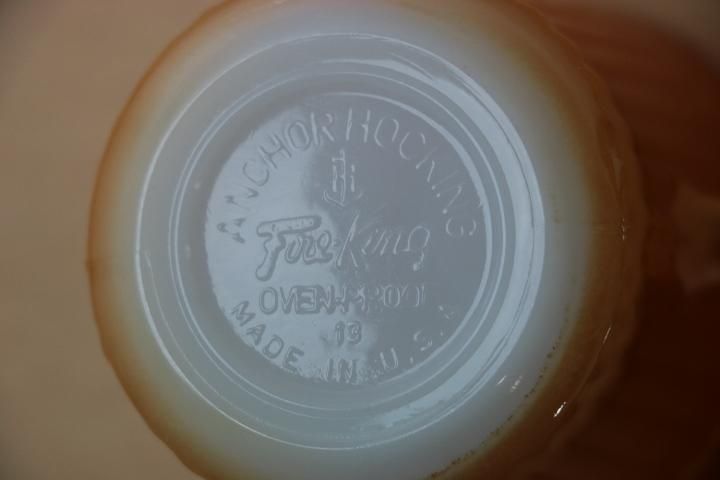 ANCHOR HOCKING
Fire-King
OVEN-PROOF
13
MADE IN U.S.A.